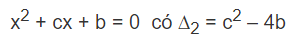 x² + cx + b = 0 có Δ₂ = c² – 4b